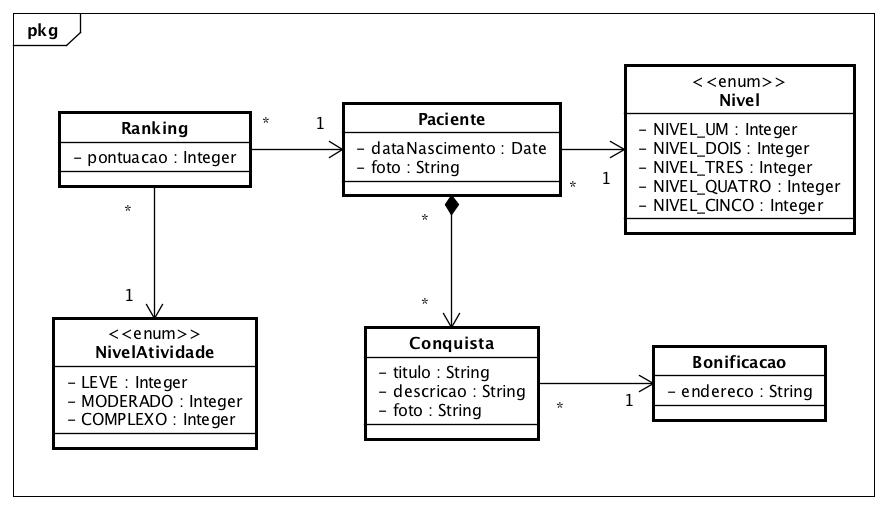 pkg
Ranking
- pontuacao : Integer
*
1
Paciente
- dataNascimento : Date
- foto : String
*
1
<<enum>>
Nivel
- NIVEL_UM : Integer
- NIVEL_DOIS : Integer
- NIVEL_TRES : Integer
- NIVEL_QUATRO : Integer
- NIVEL_CINCO : Integer
*
1
<<enum>>
NivelAtividade
- LEVE : Integer
- MODERADO : Integer
- COMPLEXO : Integer
*
*
Conquista
- titulo : String
- descricao : String
- foto : String
*
1
Bonificacao
- endereco : String